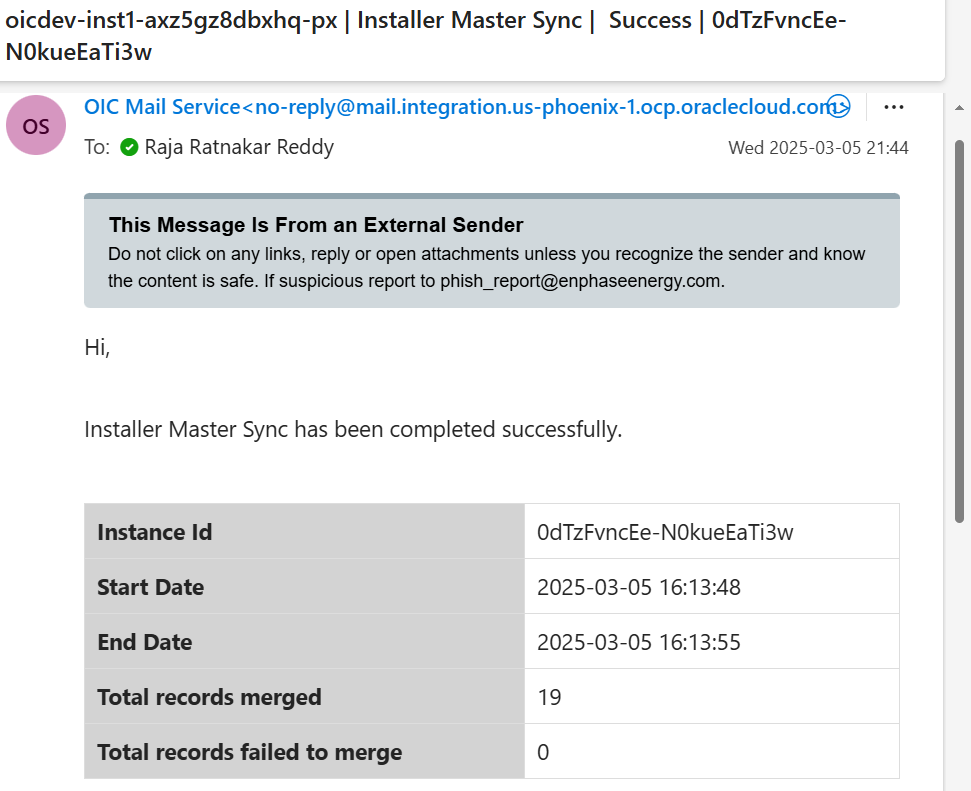 oicdev-inst1-axz5gz8dbxhq-px | Installer Master Sync |  Success | 0dTzFvncEe-
N0kueEaTi3w
OS
OIC Mail Service<no-reply@mail.integration.us-phoenix-1.ocp.oraclecloud.com>
To: Raja Ratnakar Reddy
Wed 2025-03-05 21:44
This Message Is From an External Sender
Do not click on any links, reply or open attachments unless you recognize the sender and know
the content is safe. If suspicious report to phish_report@enphaseenergy.com.
Hi,
Installer Master Sync has been completed successfully.
Instance Id 0dTzFvncEe-N0kueEaTi3w
Start Date 2025-03-05 16:13:48
End Date 2025-03-05 16:13:55
Total records merged 19
Total records failed to merge 0